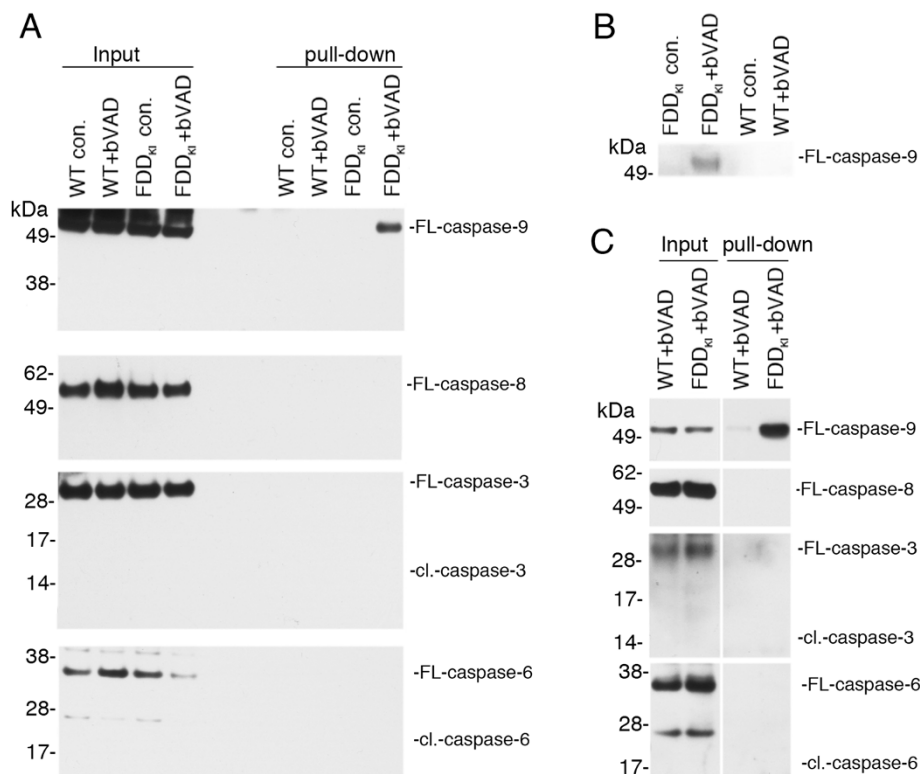 A
Input
pull-down
WT con.
WT+bVAD
FDDKI con.
FDDKI+bVAD
WT con.
WT+bVAD
FDDKI con.
FDDKI+bVAD
kDa
49-
38-
-FL-caspase-9
62-
49-
-FL-caspase-8
28-
17-
14-
-FL-caspase-3
-cl.-caspase-3
38-
28-
17-
-FL-caspase-6
-cl.-caspase-6
B
FDDKI con.
FDDKI+bVAD
WT con.
WT+bVAD
kDa
49-
-FL-caspase-9
C
Input
pull-down
WT+bVAD
FDDKI+bVAD
WT+bVAD
FDDKI+bVAD
kDa
49-
-FL-caspase-9
62-
49-
-FL-caspase-8
28-
17-
14-
-FL-caspase-3
-cl.-caspase-3
38-
28-
17-
-FL-caspase-6
-cl.-caspase-6